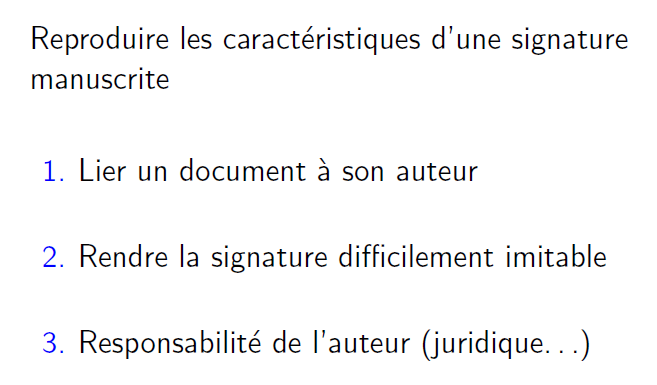 Reproduire les caractéristiques d'une signature
manuscrite
1. Lier un document à son auteur
2. Rendre la signature difficilement imitable
3. Responsabilité de l'auteur (juridique...)